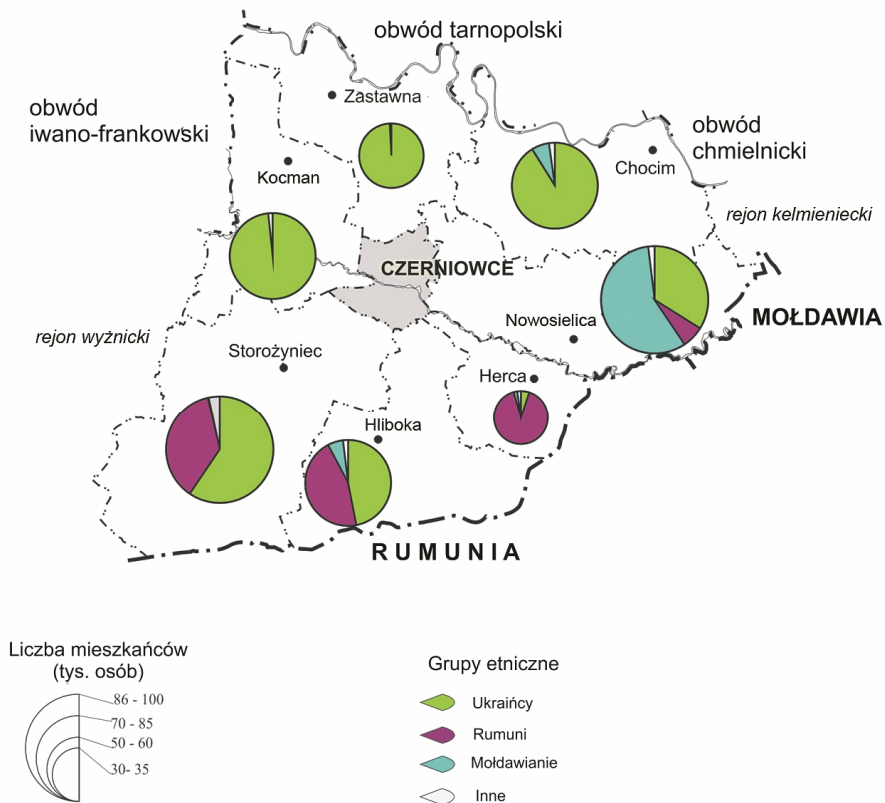 obwód tarnopolski
Zastawna
obwód
iwano-frankowski
obwód
chmielnicki
Chocim
Kocman
rejon kelmieniecki
CZERNIOWCE
MOŁDAWIA
Nowosielica
rejon wyżnicki
Storożyniec
Herca
Hliboka
RUMUNIA
Liczba mieszkańców
(tys. osób)
86 - 100
70 - 85
50 - 60
30- 35
Grupy etniczne
Ukraińcy
Rumuni
Mołdawianie
Inne